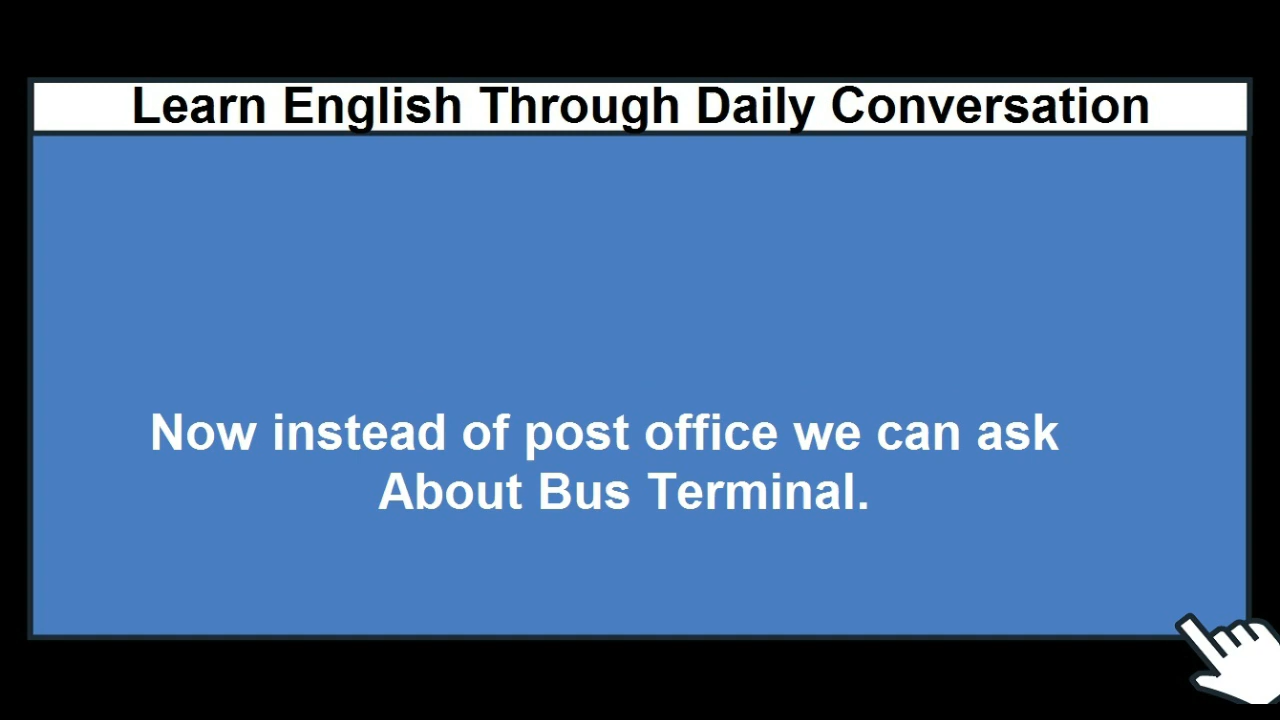 Learn English Through Daily Conversation
Now instead of post office we can ask
About Bus Terminal.